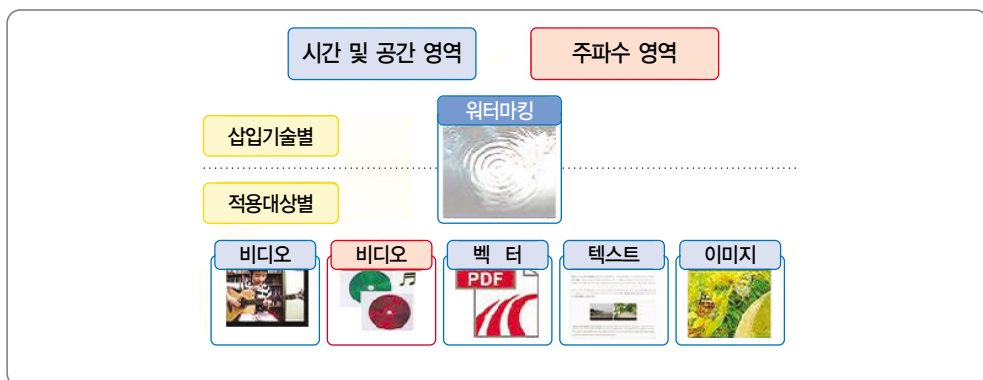 시간 및 공간 영역
주파수 영역
워터마킹
삽입기술별
적용대상별
비디오
비디오
벡 터
텍스트
이미지
PDF